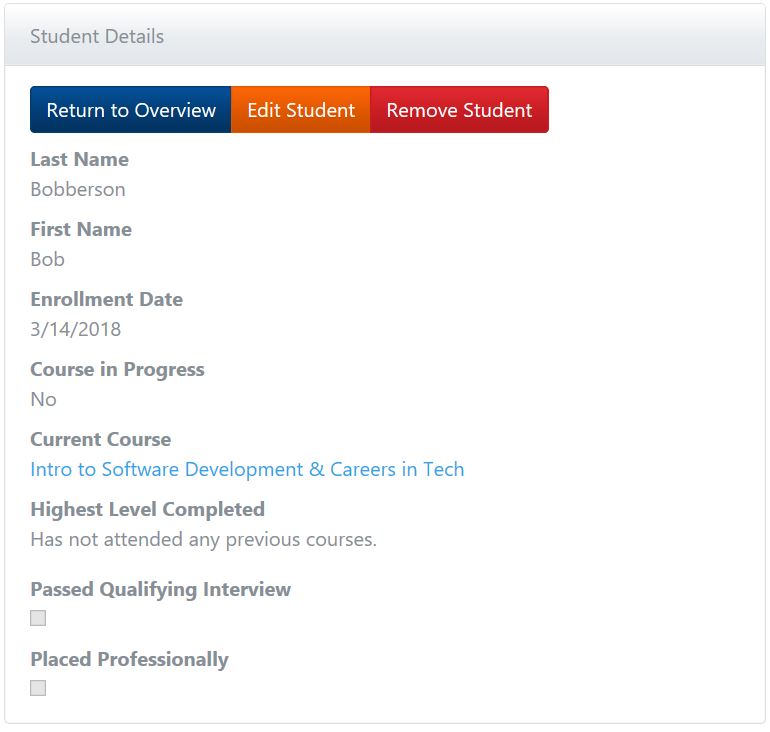 Student Details
Return to Overview Edit Student Remove Student
Last Name
Bobberson
First Name
Bob
Enrollment Date
3/14/2018
Course in Progress
No
Current Course
Intro to Software Development & Careers in Tech
Highest Level Completed
Has not attended any previous courses.
Passed Qualifying Interview
Placed Professionally